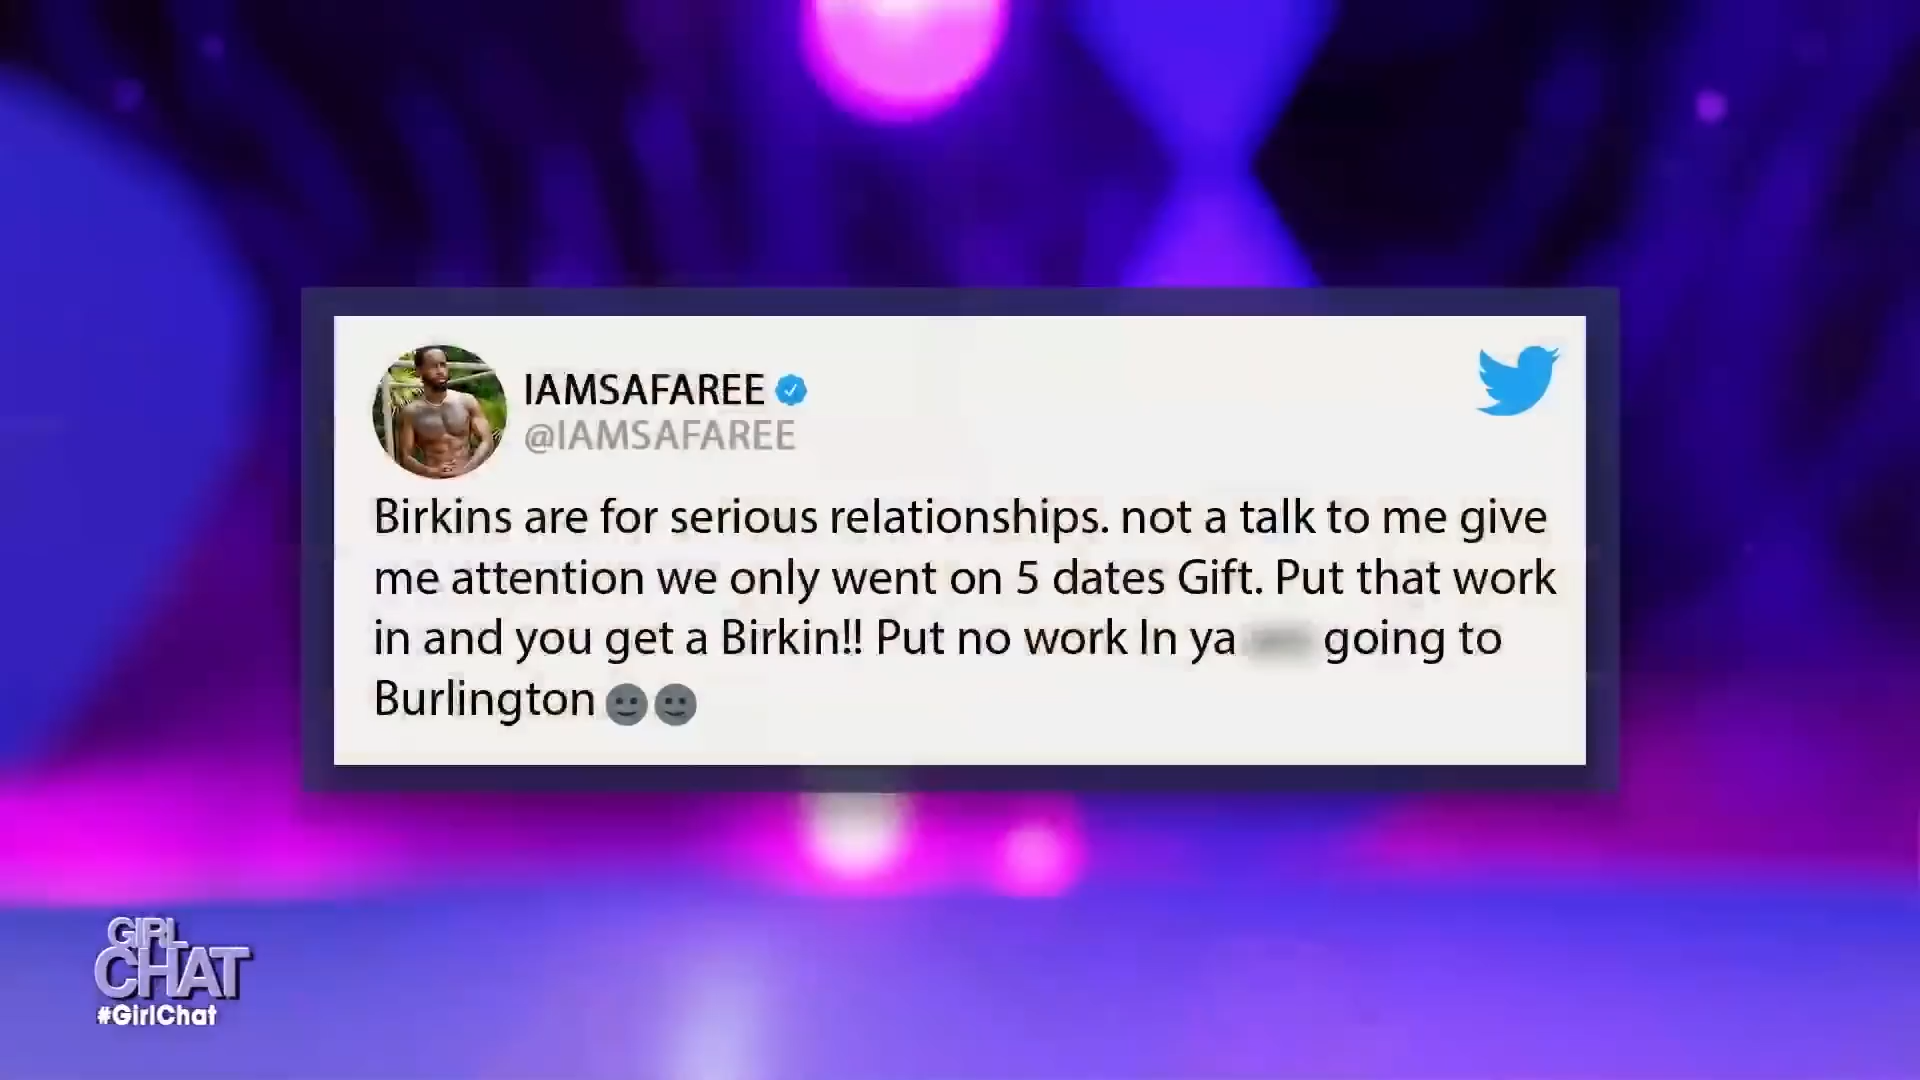 IAMSAFAREE
@IAMSAFAREE
Birkins are for serious relationships. not a talk to me give
me attention we only went on 5 dates Gift. Put that work
in and you get a Birkin!! Put no work In ya going to
Burlington
GIRL
CHAT
#GirlChat